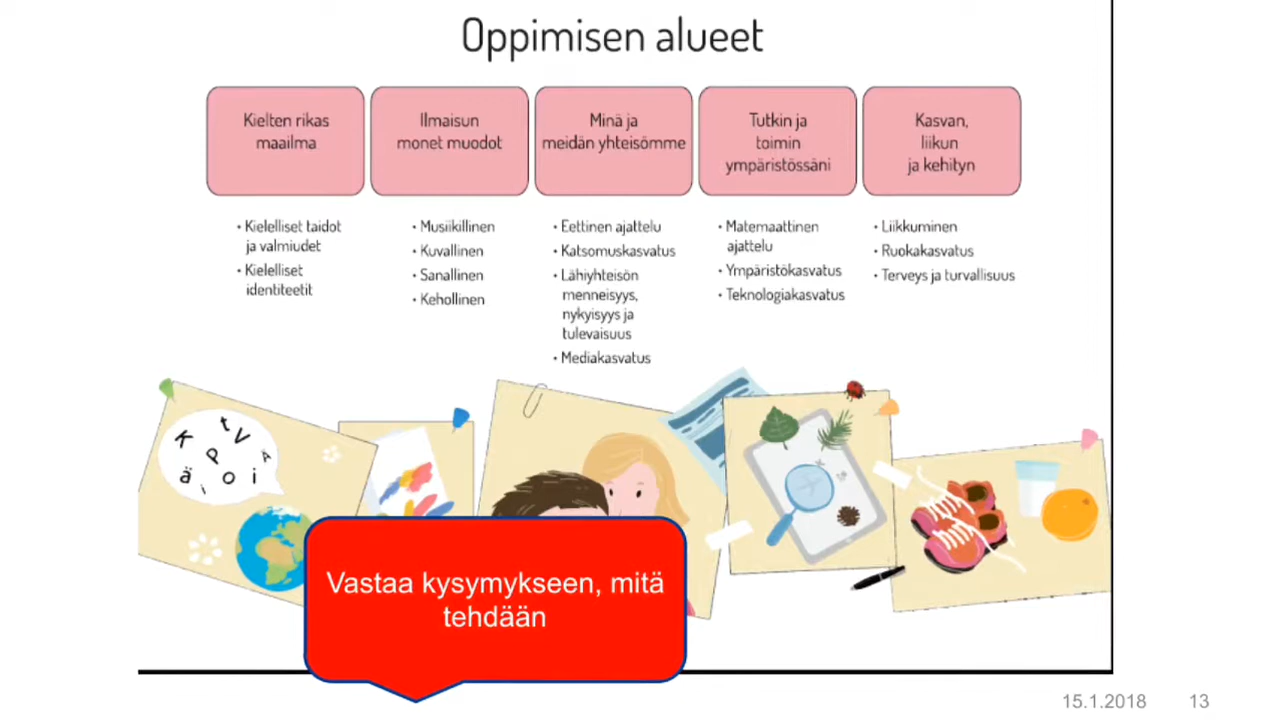 Oppimisen alueet
Kielten rikas
maailma
Ilmaisun
monet muodot
Minä ja
meidän yhteisömme
Tutkin ja
toimin
ympäristössäni
Kasvan,
liikun
ja kehityn
• Kielelliset taidot
ja valmiudet
• Kielelliset
identiteetit
• Musiikillinen
• Kuvallinen
• Sanallinen
• Kehollinen
• Eettinen ajattelu
• Katsomuskasvatus
• Lähiyhteisön
menneisyys,
nykyisyys ja
tulevaisuus
• Mediakasvatus
• Matemaattinen
ajattelu
• Ympäristökasvatus
• Teknologiakasvatus
• Liikkuminen
• Ruokakasvatus
• Terveys ja turvallisuus
K t V
P A
ä i o i
Vastaa kysymykseen, mitä
tehdään
15.1.2018 13